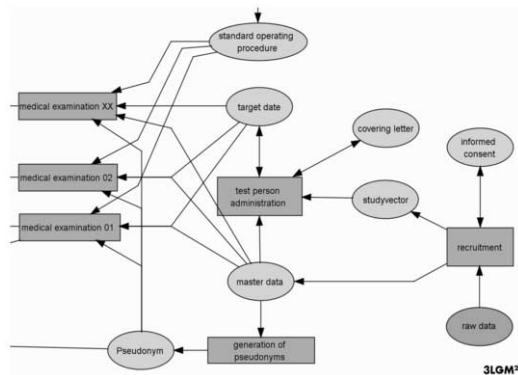 standard operating
procedure
medical examination XX
target date
covering letter
informed
consent
medical examination 02
test person
administration
studyvector
medical examination 01
recruitment
master data
raw data
Pseudonym
generation of
pseudonyms
3LGM²